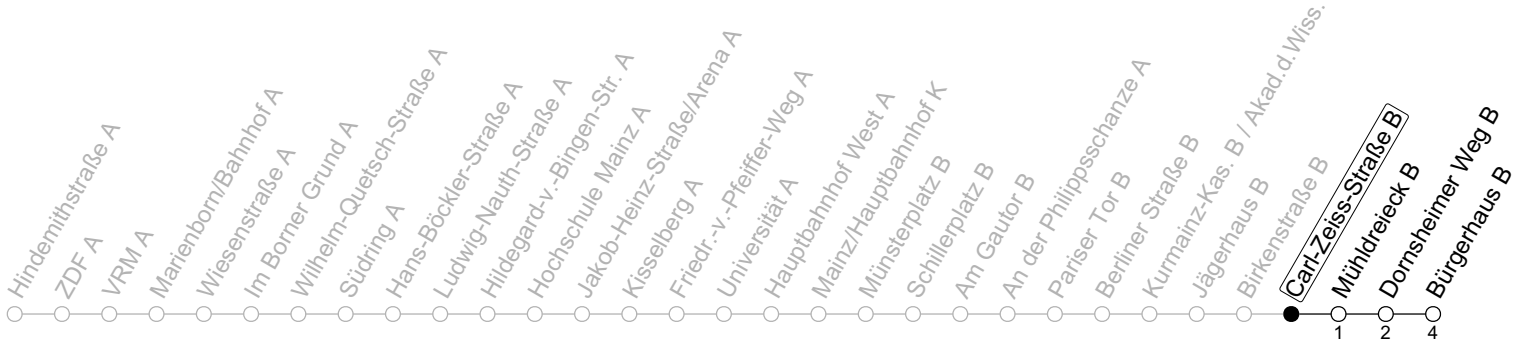 Hindemithstraße A
ZDF A
VRM A
Marienborn/Bahnhof A
Wiesenstraße A
Im Borner Grund A
Wilhelm-Quetsch-Straße A
Südring A
Hans-Böckler-Straße A
Ludwig-Nauth-Straße A
Hildegard-v.-Bingen-Str. A
Hochschule Mainz A
Jakob-Heinz-Straße/Arena A
Kisselberg A
Friedr.-v.-Pfeiffer-Weg A
Universität A
Hauptbahnhof West A
Mainz/Hauptbahnhof K
Münsterplatz B
Schillerplatz B
Am Gautor B
An der Philippsschanze A
Pariser Tor B
Berliner Straße B
Kurmainz-Kas. B / Akad.d.Wiss.
Jägerhaus B
Birkenstraße B
Carl-Zeiss-Straße B
Mühldreieck B
Dornsheimer Weg B
Bürgerhaus B
1
2
4